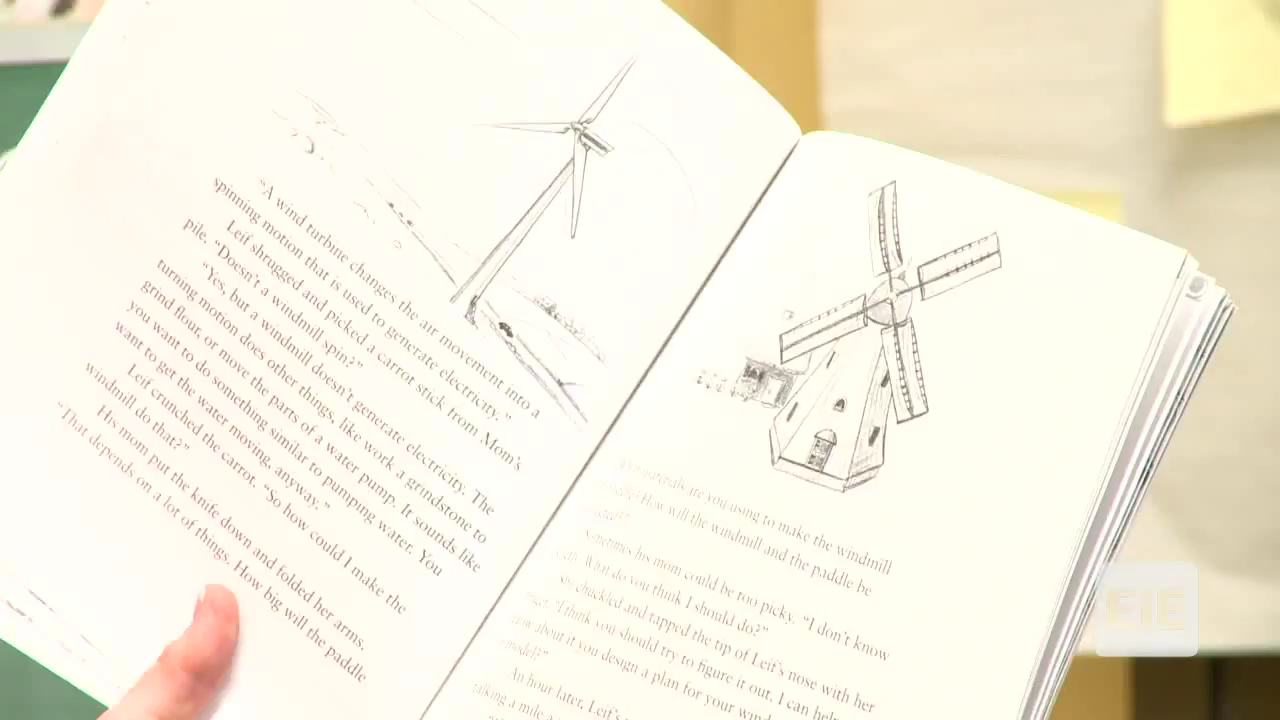 “A wind turbine changes the air movement into a
spinning motion that is used to generate electricity.”
Leif shrugged and picked a carrot stick from Mom’s
pile. “Doesn’t a windmill spin?”
“Yes, but a windmill doesn’t generate electricity. The
turning motion does other things, like work a grindstone to
grind flour, or move the parts of a water pump. It sounds like
you want to do something similar to pumping water. You
want to get the water moving, anyway.”
Leif crunched the carrot. “So how could I make the
windmill do that?”
His mom put the knife down and folded her arms.
“That depends on a lot of things. How big will the paddle
materials are you using to make the windmill
How will the windmill and the paddle be
Sometimes his mom could be too picky. “I don’t know
What do you think I should do?”
She chuckled and tapped the tip of Leif’s nose with her
“I think you should try to figure it out. I can help
about it you design a plan for your wind
model?”
An hour later, Leif’s
talking a mile a
EiE